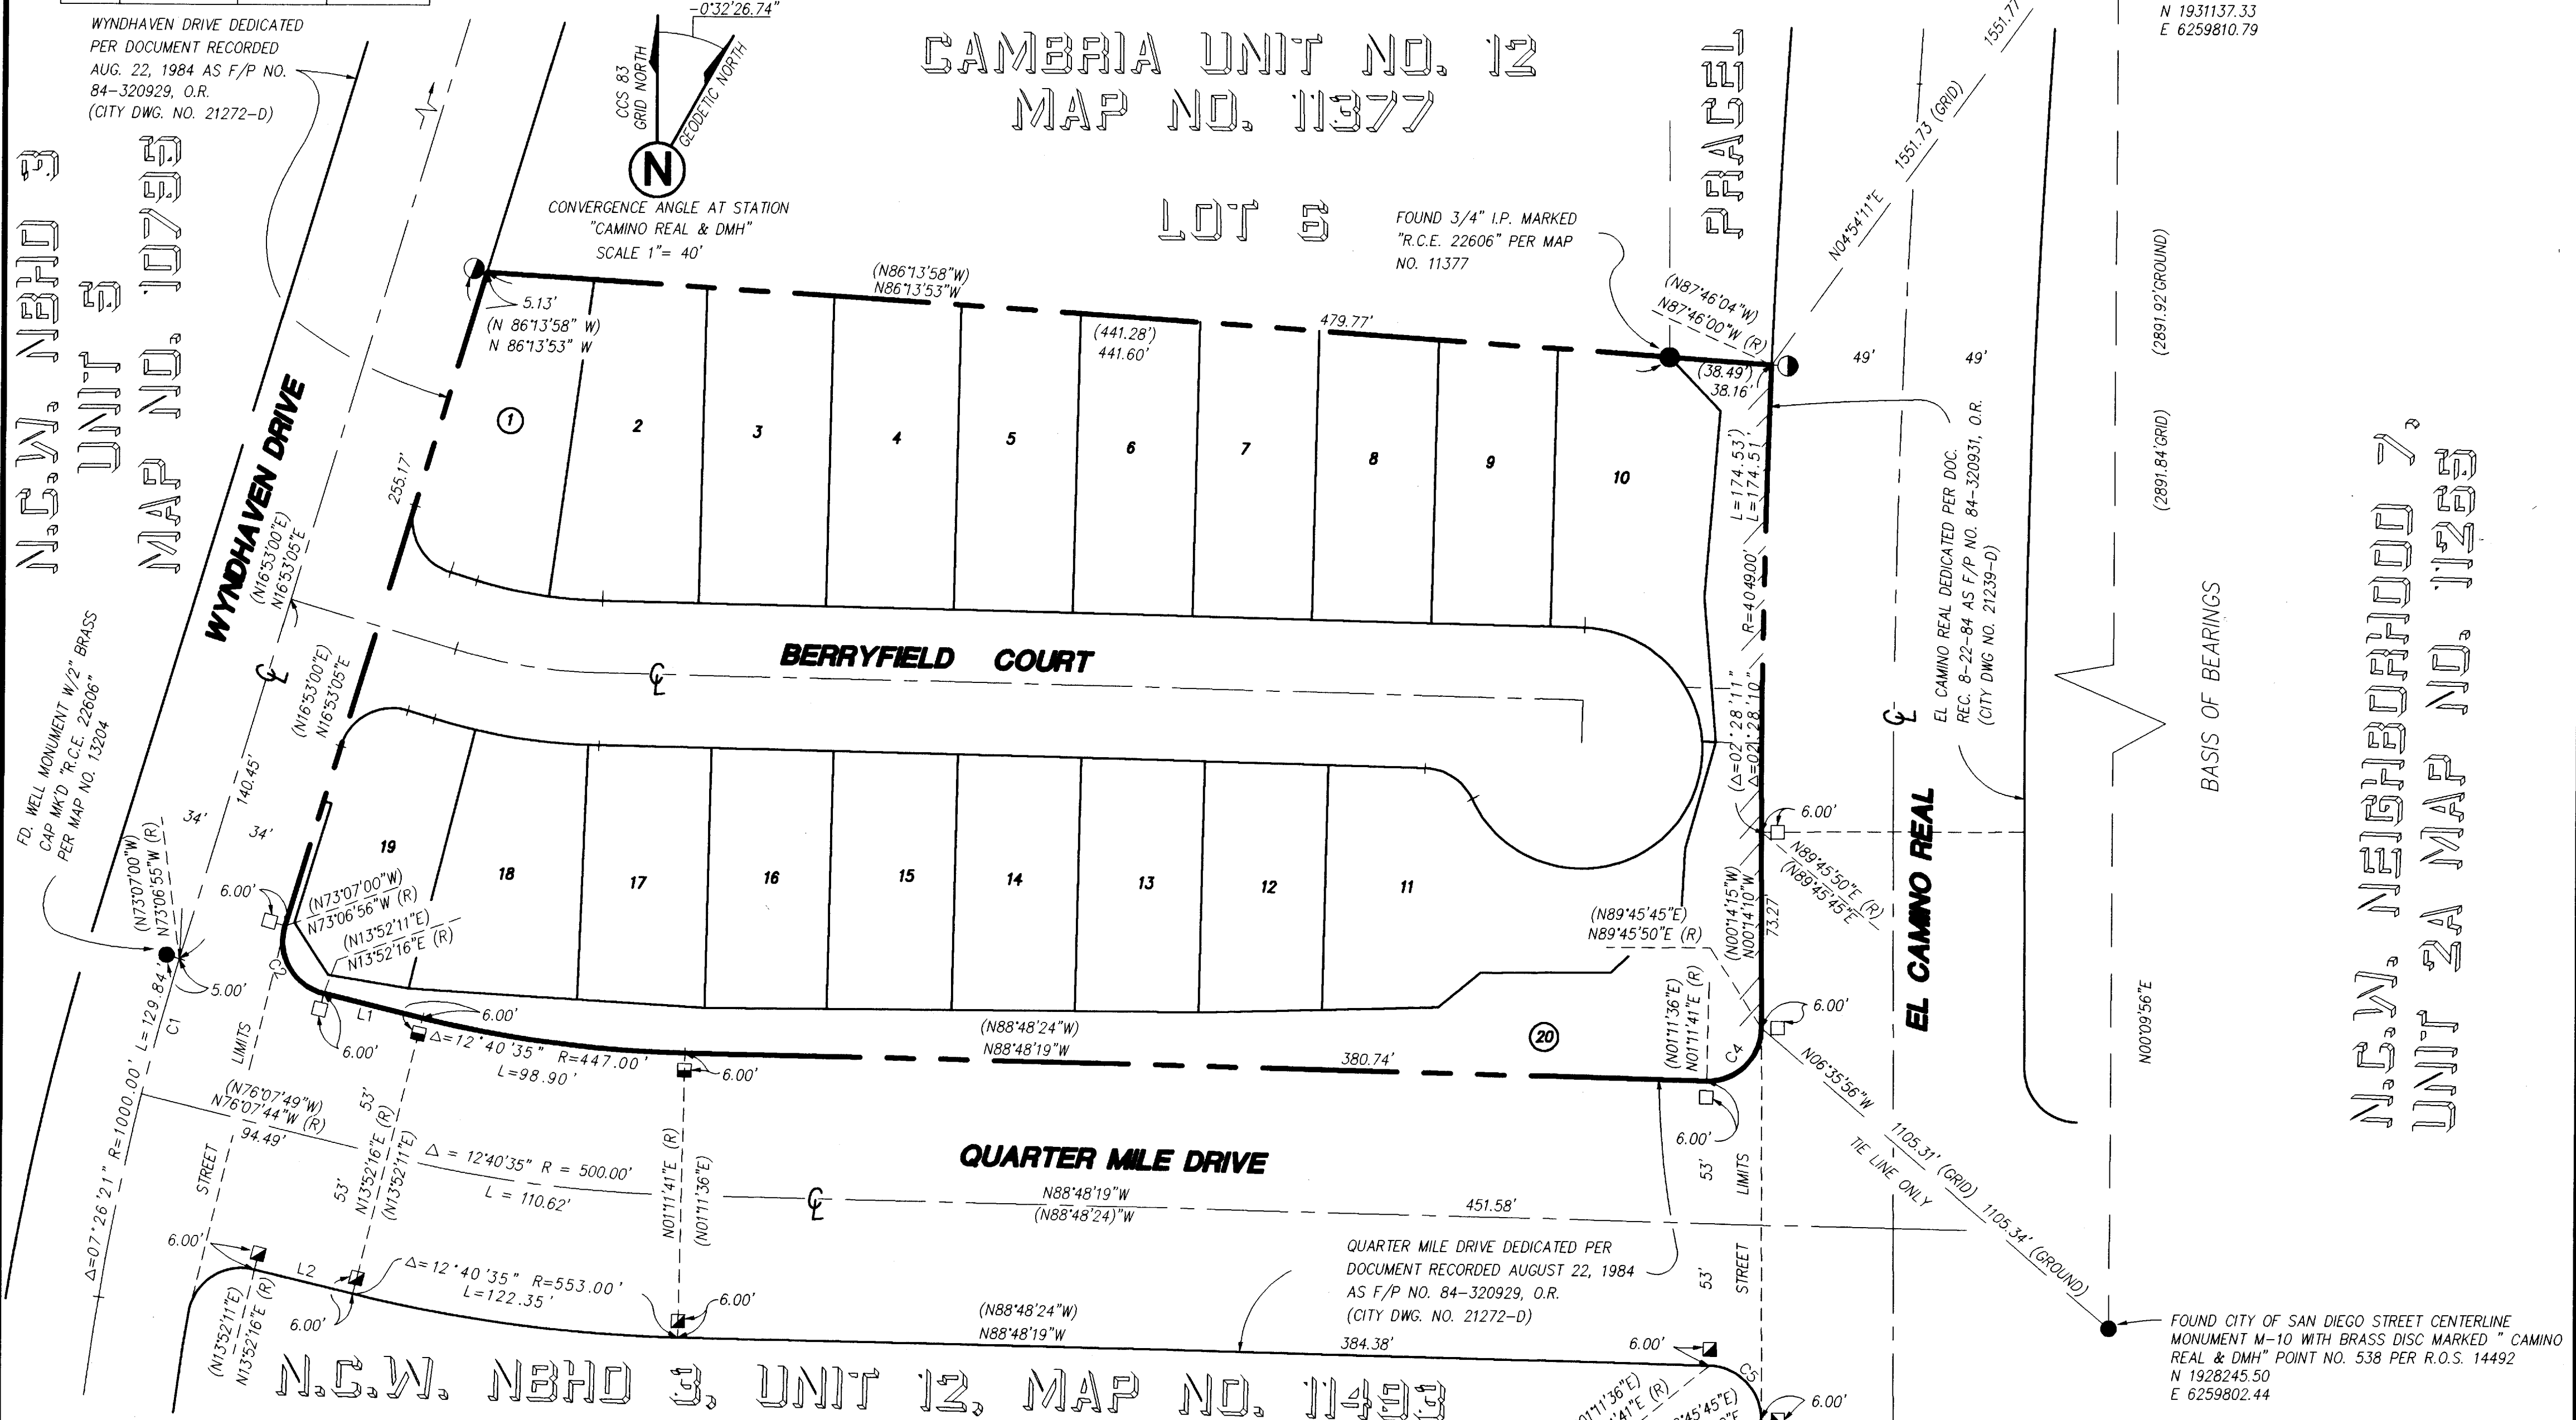 WYNDHAVEN DRIVE DEDICATED
PER DOCUMENT RECORDED
AUG. 22, 1984 AS F/P NO.
84-320929, O.R.
(CITY DWG. NO. 21272-D)
-0°32'26.74"
CCS 83
GRID NORTH
GEODETIC NORTH
N
CONVERGENCE ANGLE AT STATION
"CAMINO REAL & DMH"
SCALE 1"= 40'
CAMBRIA UNIT NO. 12
MAP NO. 11377
LOT 6
PRACEL
N 1931137.33
E 6259810.79
1551.77
1551.73 (GRID)
N04°54'11"E
N.C.W. NBHD 3
UNIT 5
MAP NO. 10795
FOUND 3/4" I.P. MARKED
"R.C.E. 22606" PER MAP
NO. 11377
5.13'
(N 86°13'58" W)
N 86°13'53" W
(N86°13'58"W)
N86°13'53"W
479.77'
(441.28')
441.60'
(N87°46'04"W)
N87°46'00"W (R)
(38.49')
38.16'
49'
49'
(2891.92'GROUND)
(2891.84'GRID)
1
2
3
4
5
6
7
8
9
10
255.17'
WYNDHAVEN DRIVE
(N16°53'00"E)
N16°53'05"E
(L=174.53')
L=174.51'
R=4049.00'
(Δ=02°28'11"
Δ=02°28'10"
EL CAMINO REAL DEDICATED PER DOC.
REC. 8-22-84 AS F/P NO. 84-320931, O.R.
(CITY DWG NO. 21239-D)
BASIS OF BEARINGS
N.C.W. NEIGHBORHOOD 7,
UNIT 2A MAP NO. 11265
BERRYFIELD COURT
FD. WELL MONUMENT W/2" BRASS
CAP MK'D "R.C.E. 22606"
PER MAP NO. 13204
(N16°53'00"E)
N16°53'05"E
140.45'
34'
34'
(N73°07'00"W)
N73°06'55"W (R)
19
18
17
16
15
14
13
12
11
6.00'
(N73°07'00"W)
N73°06'56"W (R)
(N13°52'11"E)
N13°52'16"E (R)
6.00'
N89°45'50"E (R)
(N89°45'45"E
(N00°14'15"W)
N00°14'10"W
73.27'
EL CAMINO REAL
(N89°45'45"E)
N89°45'50"E (R)
(N01°11'36"E)
N01°11'41"E (R)
C2
5.00'
L1
6.00'
6.00'
Δ=12°40'35" R=447.00'
L=98.90'
6.00'
(N88°48'24"W)
N88°48'19"W
380.74'
20
C4
6.00'
6.00'
N00°09'56"E
N06°35'56"W
1105.31' (GRID)
1105.34' (GROUND)
TIE LINE ONLY
Δ=07°26'21" R=1000.00' L=129.84'
C1
LIMITS
STREET
(N76°07'49"W)
N76°07'44"W (R)
94.49'
53'
53'
N13°52'16"E (R)
(N13°52'11"E)
Δ = 12°40'35" R = 500.00'
L = 110.62'
N01°11'41"E (R)
(N01°11'36"E)
QUARTER MILE DRIVE
N88°48'19"W
(N88°48'24)"W
451.58'
53'
LIMITS
53'
STREET
6.00'
L2
6.00'
(N13°52'11"E)
N13°52'16"E (R)
Δ=12°40'35" R=553.00'
L=122.35'
6.00'
QUARTER MILE DRIVE DEDICATED PER
DOCUMENT RECORDED AUGUST 22, 1984
AS F/P NO. 84-320929, O.R.
(CITY DWG. NO. 21272-D)
(N88°48'24"W)
N88°48'19"W
384.38'
6.00'
C5
6.00'
FOUND CITY OF SAN DIEGO STREET CENTERLINE
MONUMENT M-10 WITH BRASS DISC MARKED " CAMINO
REAL & DMH" POINT NO. 538 PER R.O.S. 14492
N 1928245.50
E 6259802.44
N.C.W. NBHD 3, UNIT 12, MAP NO. 11493